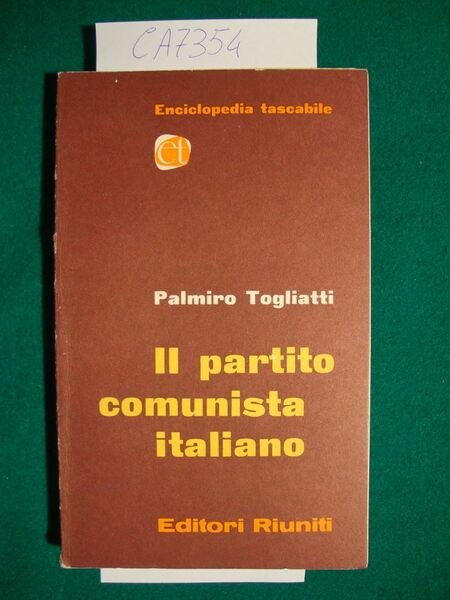 CA7354
Enciclopedia tascabile
et
Palmiro Togliatti
Il partito
comunista
italiano
Editori Riuniti